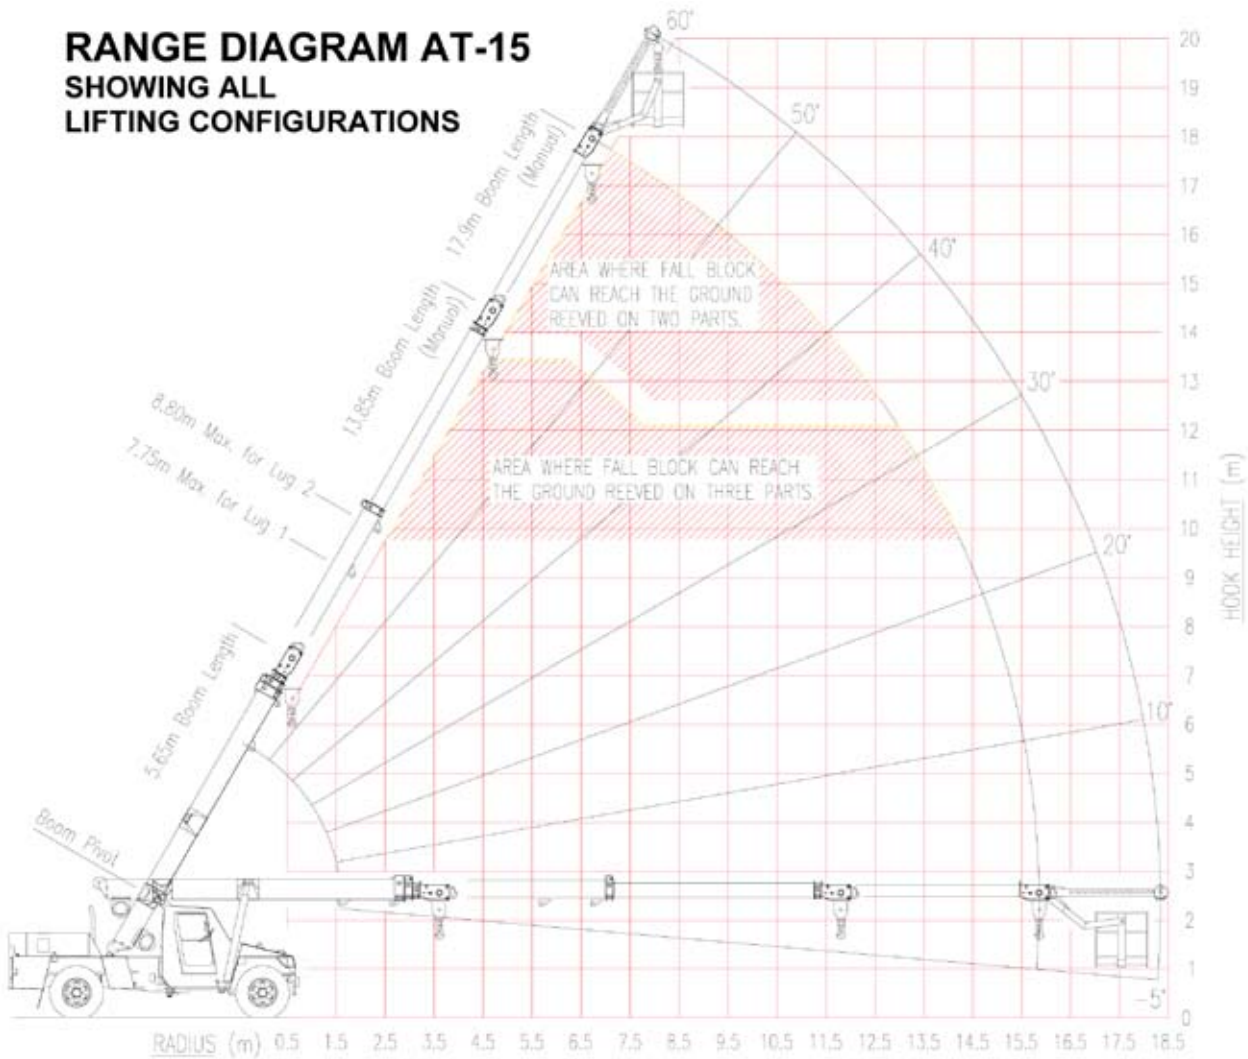 RANGE DIAGRAM AT-15
SHOWING ALL
LIFTING CONFIGURATIONS
60°
50°
40°
30°
20°
10°
-5°
17.9m Boom Length
(Manual)
13.85m Boom Length
(Manual)
8.80m Max. for Lug 2
7.75m Max. for Lug 1
5.65m Boom Length
Boom Pivot
AREA WHERE FALL BLOCK
CAN REACH THE GROUND
REEVED ON TWO PARTS.
AREA WHERE FALL BLOCK CAN REACH
THE GROUND REEVED ON THREE PARTS.
20
19
18
17
16
15
14
13
12
11
10
9
8
7
6
5
4
3
2
1
0
HOOK HEIGHT (m)
RADIUS (m) 0.5 1.5 2.5 3.5 4.5 5.5 6.5 7.5 8.5 9.5 10.5 11.5 12.5 13.5 14.5 15.5 16.5 17.5 18.5